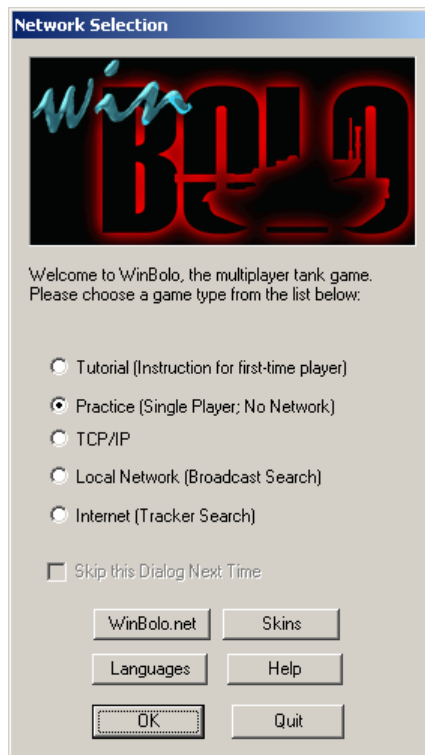 Network Selection
Win
BOLO
Welcome to WinBolo, the multiplayer tank game.
Please choose a game type from the list below:
Tutorial (Instruction for first-time player)
Practice (Single Player; No Network)
TCP/IP
Local Network (Broadcast Search)
Internet (Tracker Search)
Skip this Dialog Next Time
WinBolo.net Skins
Languages Help
OK Quit